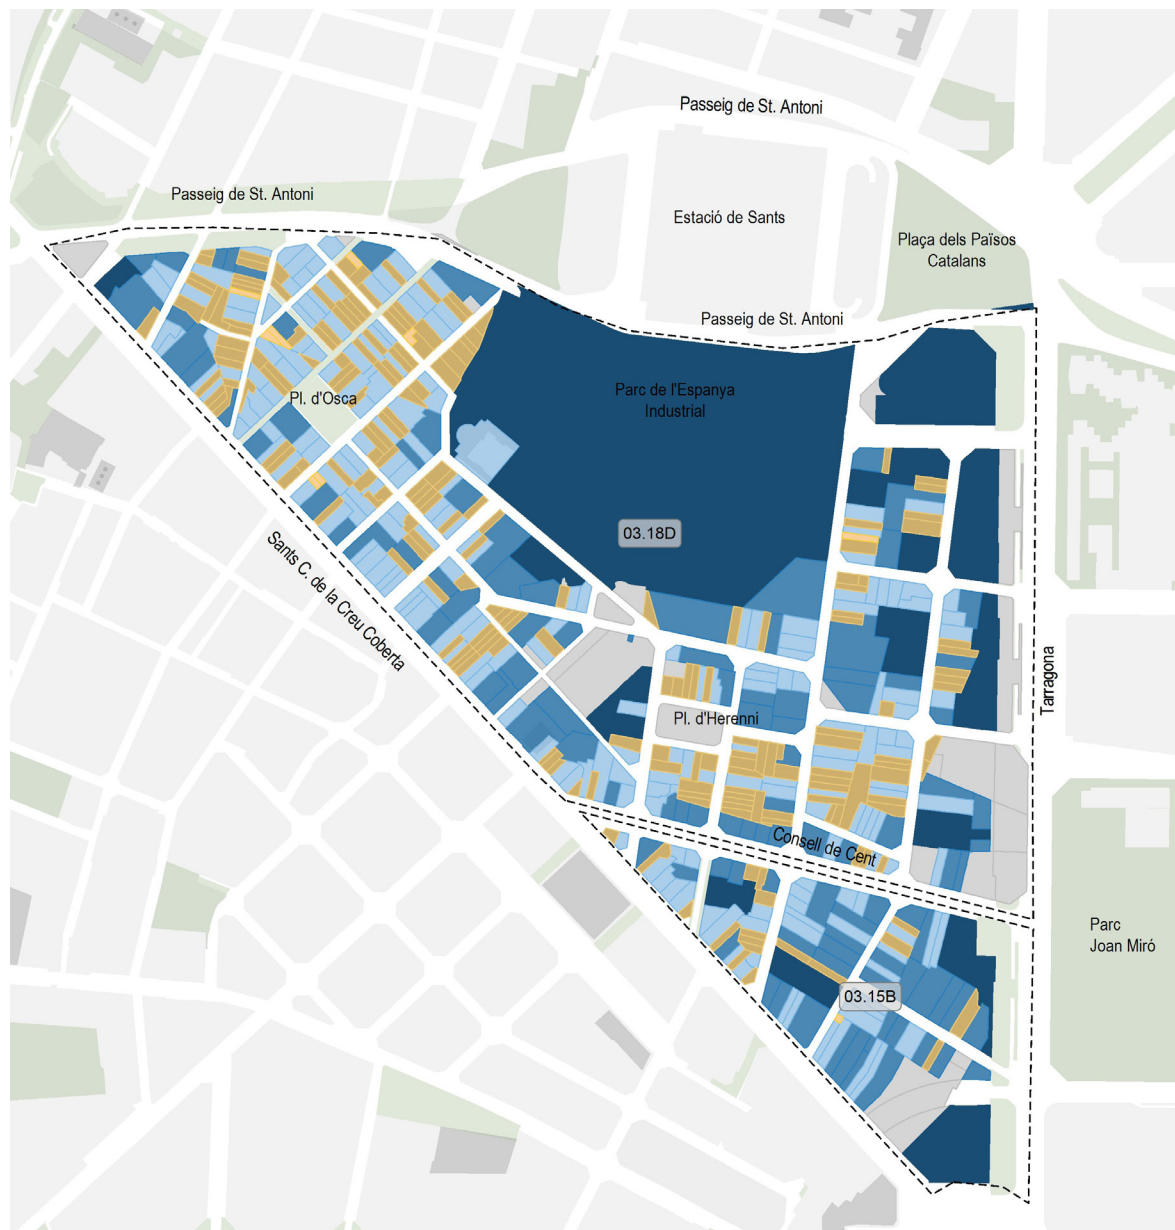 Passeig de St. Antoni
Passeig de St. Antoni
Estació de Sants
Plaça dels Països
Catalans
Passeig de St. Antoni
Parc de l'Espanya
Industrial
Pl. d'Osca
03.18D
Sants C. de la Creu Coberta
Tarragona
Pl. d'Herenni
Consell de Cent
Parc
Joan Miró
03.15B